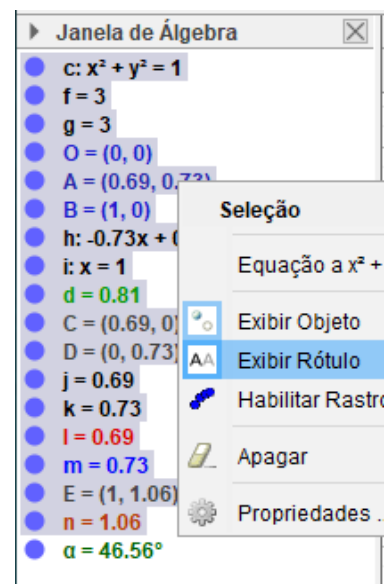 Janela de Álgebra
c: x² + y² = 1
f = 3
g = 3
O = (0, 0)
A = (0.69, 0.73)
B = (1, 0)
h: -0.73x +
i: x = 1
d = 0.81
C = (0.69, 0)
D = (0, 0.73)
j = 0.69
k = 0.73
l = 0.69
m = 0.73
E = (1, 1.06)
n = 1.06
α = 46.56°
Seleção
Equação a x² +
Exibir Objeto
AA Exibir Rótulo
Habilitar Rastro
Apagar
Propriedades ..